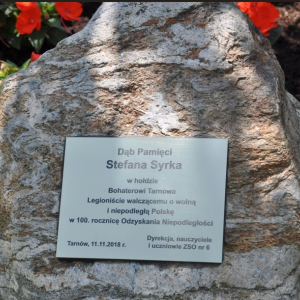 Dąb Pamięci
Stefana Syrka
w hołdzie
Bohaterowi Tarnowa
Legioniście walczącemu o wolną
i niepodległą Polskę
w 100. rocznicę Odzyskania Niepodległości
Dyrekcja, nauczyciele
Tarnów, 11.11.2018 r.
i uczniowie ZSO nr 6